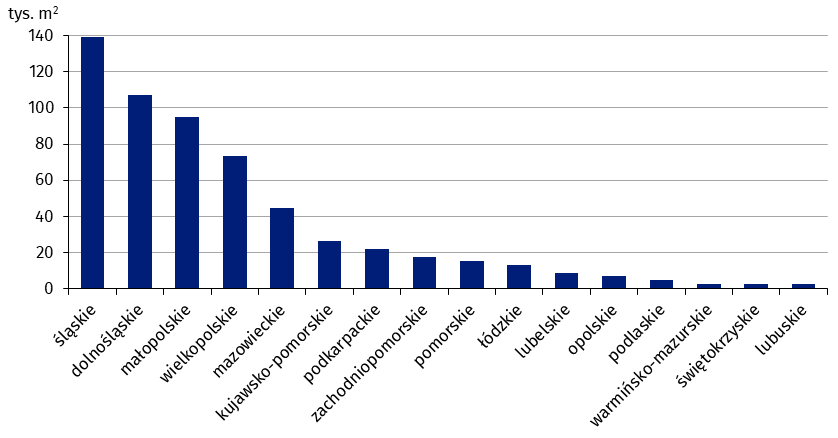 tys. m²
140
120
100
80
60
40
20
0
śląskie
dolnośląskie
małopolskie
wielkopolskie
mazowieckie
kujawsko-pomorskie
podkarpackie
zachodniopomorskie
pomorskie
łódzkie
lubelskie
opolskie
podlaskie
warmińsko-mazurskie
świętokrzyskie
lubuskie